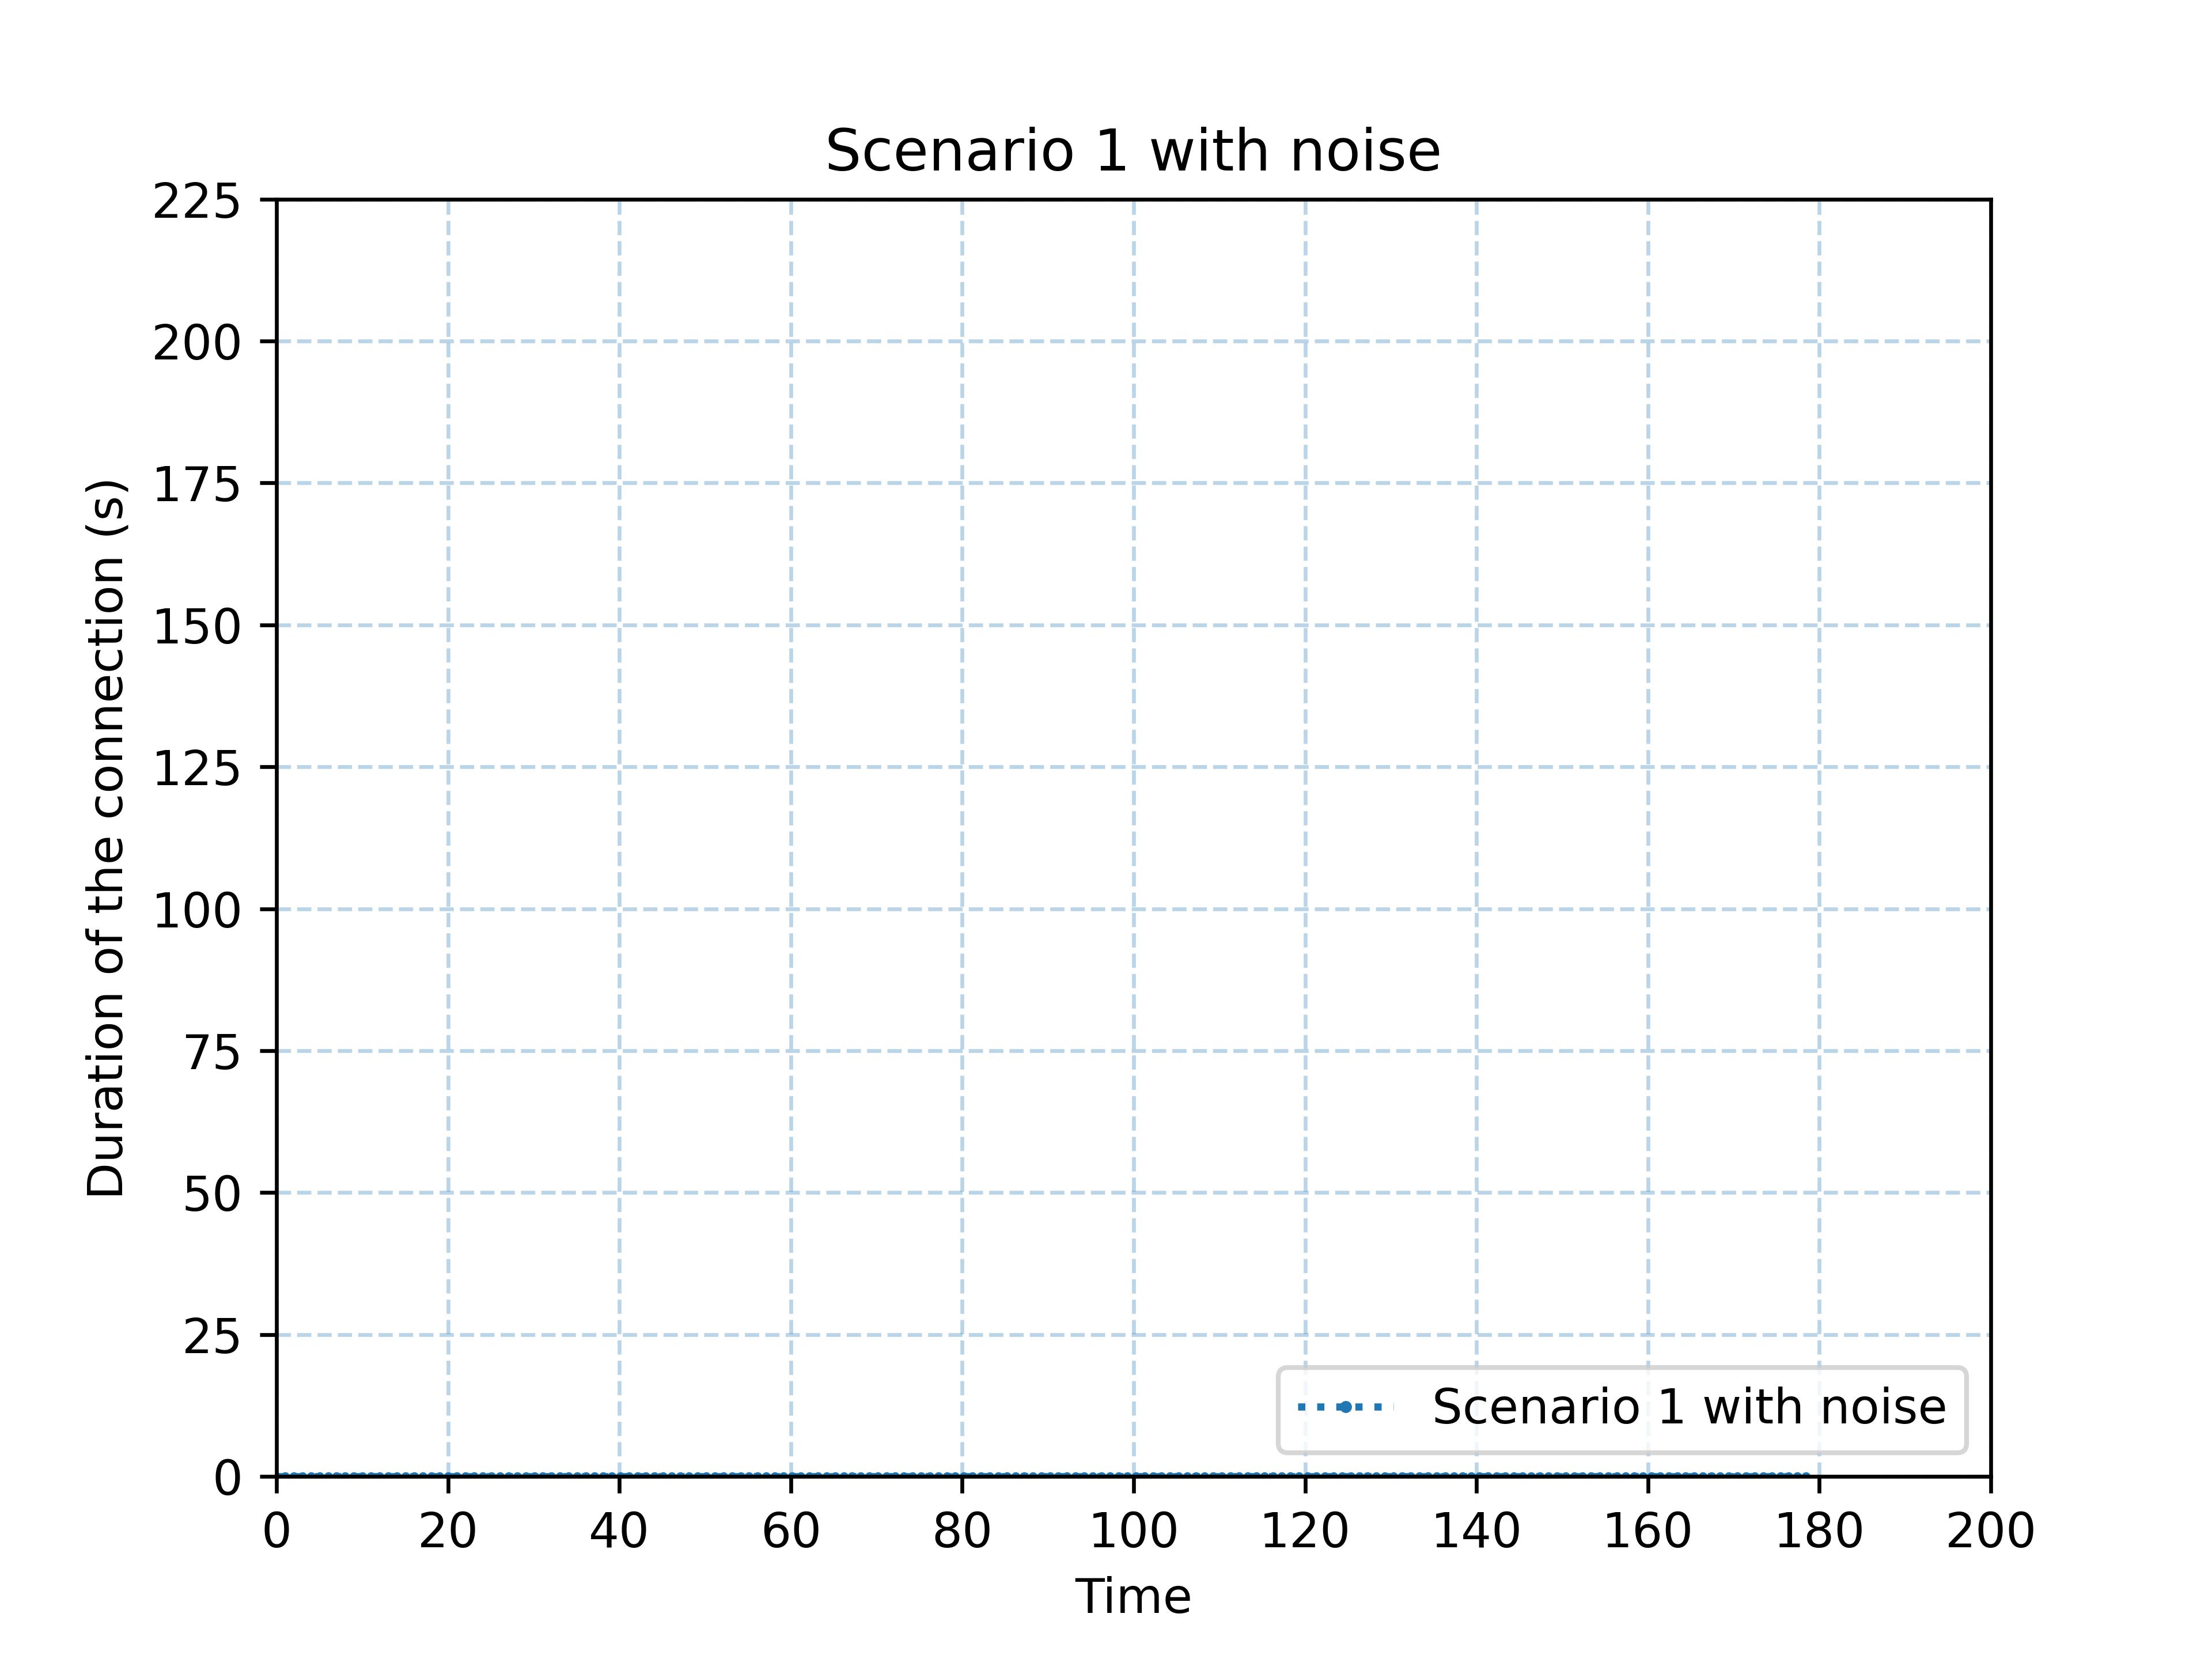 Scenario 1 with noise
225
200
175
150
125
100
75
50
25
0
Duration of the connection (s)
Scenario 1 with noise
0 20 40 60 80 100 120 140 160 180 200
Time